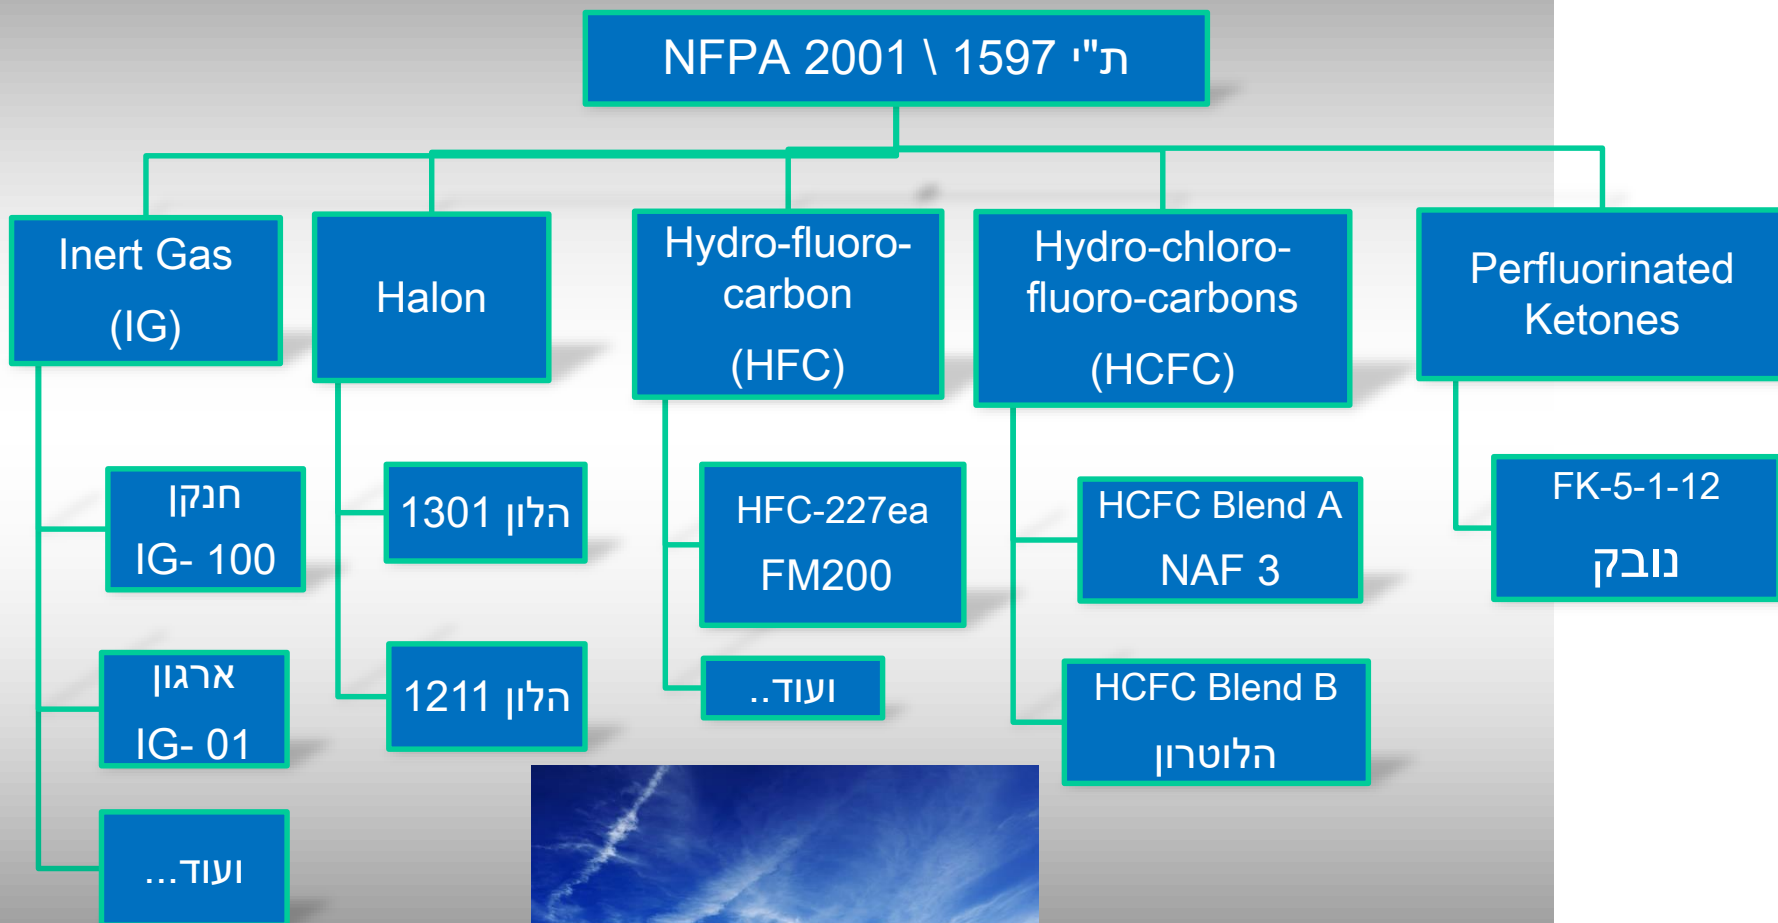 ת"י 1597 \ NFPA 2001
Inert Gas
(IG)
חנקן
IG- 100
ארגון
IG- 01
ועוד...
Halon
הלון 1301
הלון 1211
Hydro-fluoro-
carbon
(HFC)
HFC-227ea
FM200
ועוד..
Hydro-chloro-
fluoro-carbons
(HCFC)
HCFC Blend A
NAF 3
HCFC Blend B
הלוטרון
Perfluorinated
Ketones
FK-5-1-12
נובק